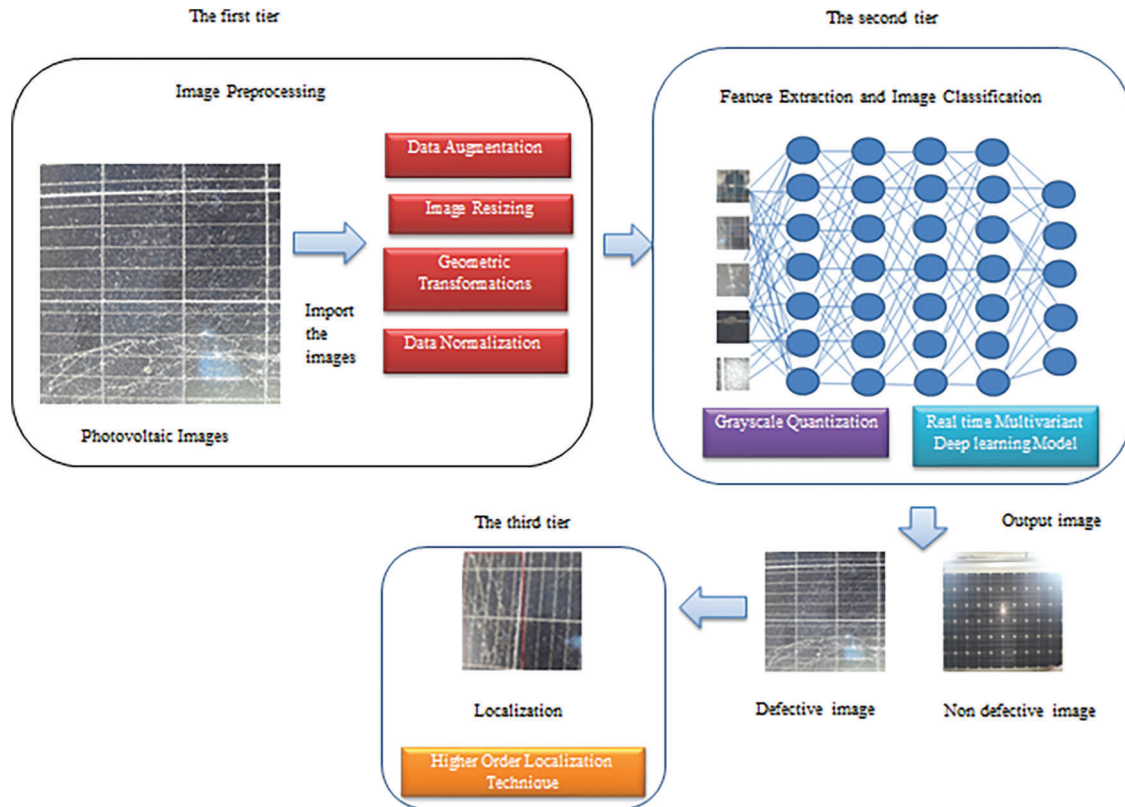 The first tier
The second tier
Image Preprocessing
Data Augmentation
Image Resizing
Geometric
Transformations
Data Normalization
Import
the
images
Photovoltaic Images
Feature Extraction and Image Classification
Grayscale Quantization
Real time Multivariant
Deep learning Model
Output image
Defective image
Non defective image
The third tier
Localization
Higher Order Localization
Technique